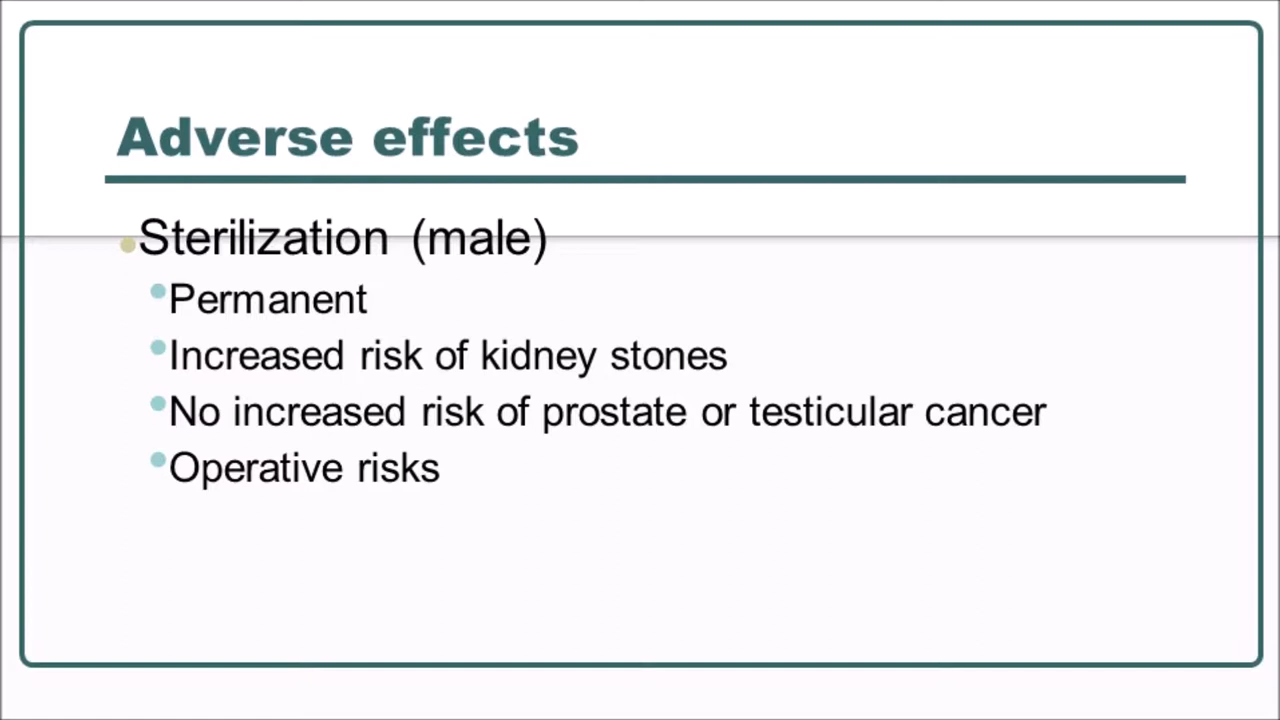 Adverse effects
Sterilization (male)
Permanent
Increased risk of kidney stones
No increased risk of prostate or testicular cancer
Operative risks